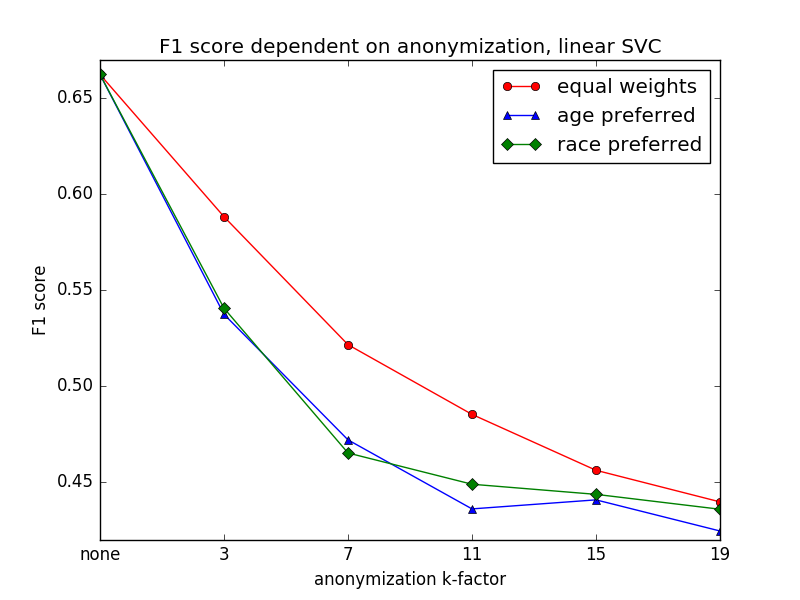 F1 score dependent on anonymization, linear SVC
equal weights
age preferred
race preferred
0.65
0.60
0.55
0.50
0.45
F1 score
none 3 7 11 15 19
anonymization k-factor